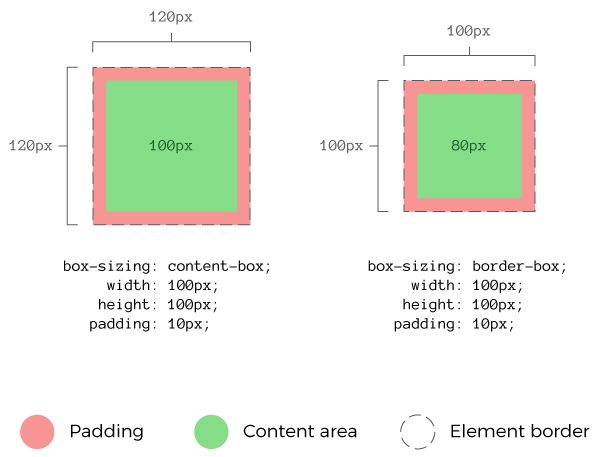 120px
100px
120px
100px
100px
80px
box-sizing: content-box;
width: 100px;
height: 100px;
padding: 10px;
box-sizing: border-box;
width: 100px;
height: 100px;
padding: 10px;
Padding
Content area
Element border